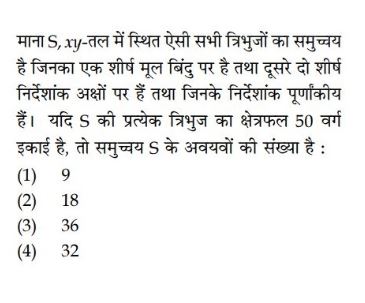 माना S, xy-तल में स्थित ऐसी सभी त्रिभुजों का समुच्चय
है जिनका एक शीर्ष मूल बिंदु पर है तथा दूसरे दो शीर्ष
निर्देशांक अक्षों पर हैं तथा जिनके निर्देशांक पूर्णांकीय
हैं। यदि S की प्रत्येक त्रिभुज का क्षेत्रफल 50 वर्ग
इकाई है, तो समुच्चय S के अवयवों की संख्या है :
(1) 9
(2) 18
(3) 36
(4) 32